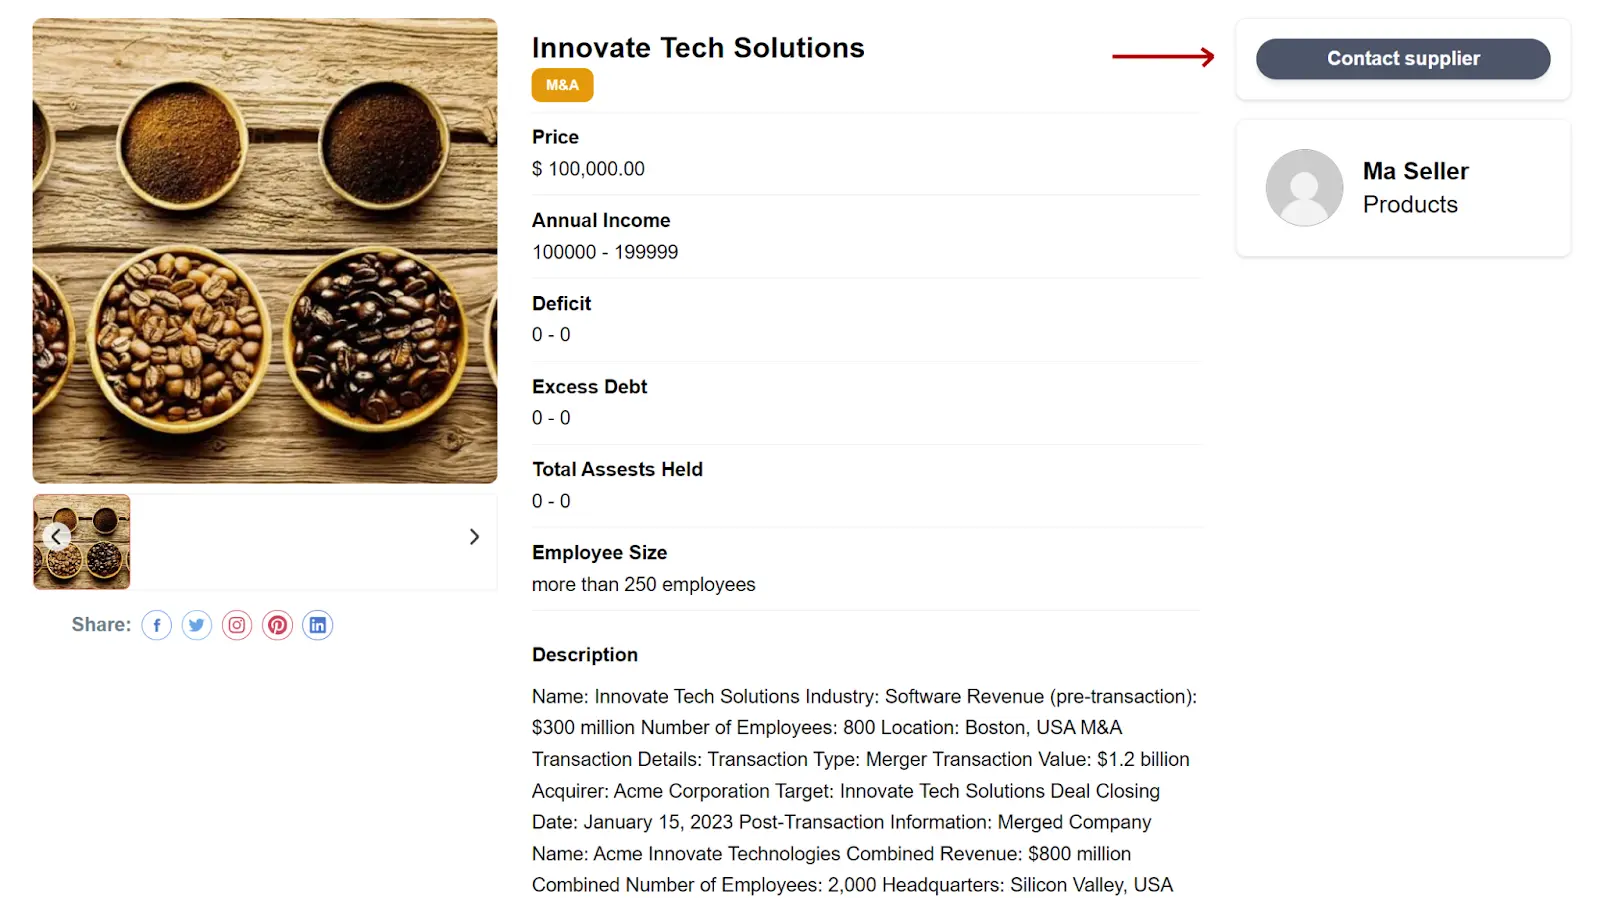 Innovate Tech Solutions
M&A
Price
$ 100,000.00
Annual Income
100000 - 199999
Deficit
0 - 0
Excess Debt
0 - 0
Total Assests Held
0 - 0
Employee Size
more than 250 employees
Description
Name: Innovate Tech Solutions Industry: Software Revenue (pre-transaction):
$300 million Number of Employees: 800 Location: Boston, USA M&A
Transaction Details: Transaction Type: Merger Transaction Value: $1.2 billion
Acquirer: Acme Corporation Target: Innovate Tech Solutions Deal Closing
Date: January 15, 2023 Post-Transaction Information: Merged Company
Name: Acme Innovate Technologies Combined Revenue: $800 million
Combined Number of Employees: 2,000 Headquarters: Silicon Valley, USA
Share:
Contact supplier
Ma Seller
Products